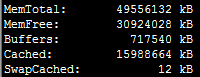 MemTotal: 49556132 kB
MemFree: 30924028 kB
Buffers: 717540 kB
Cached: 15988664 kB
SwapCached: 12 kB